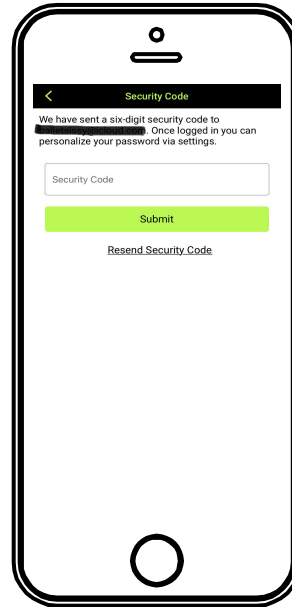 Security Code
We have sent a six-digit security code to
. Once logged in you can
personalize your password via settings.
Security Code
Submit
Resend Security Code